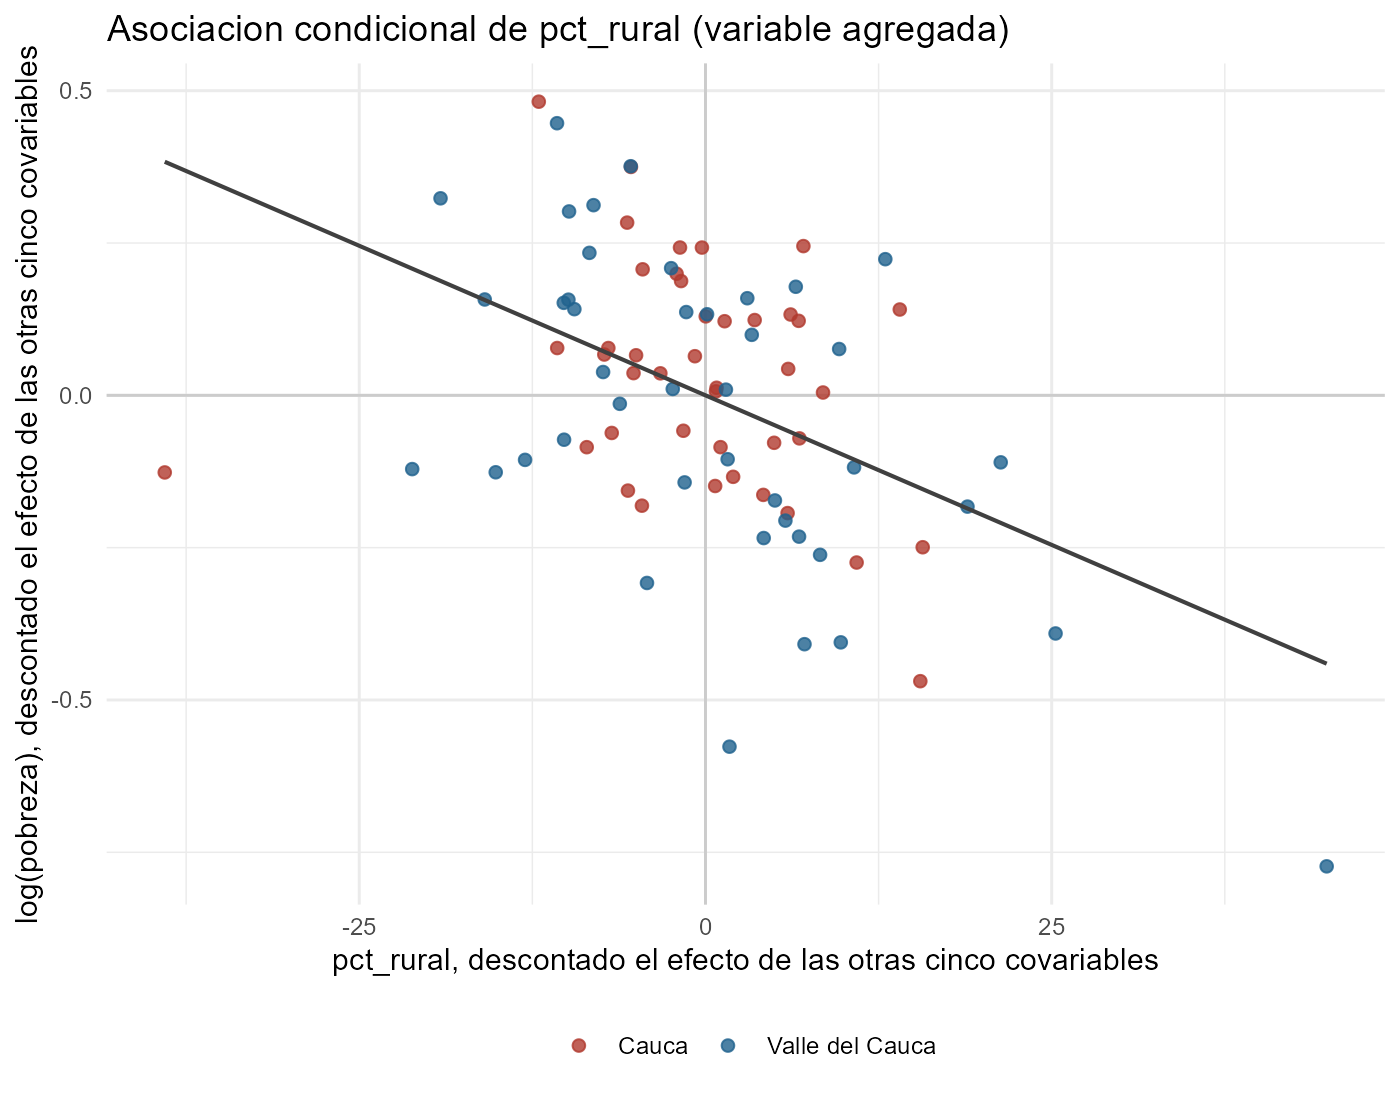 Asociacion condicional de pct_rural (variable agregada)
log(pobreza), descontado el efecto de las otras cinco covariables
0.5
0.0
-0.5
-25
0
25
pct_rural, descontado el efecto de las otras cinco covariables
Cauca
Valle del Cauca